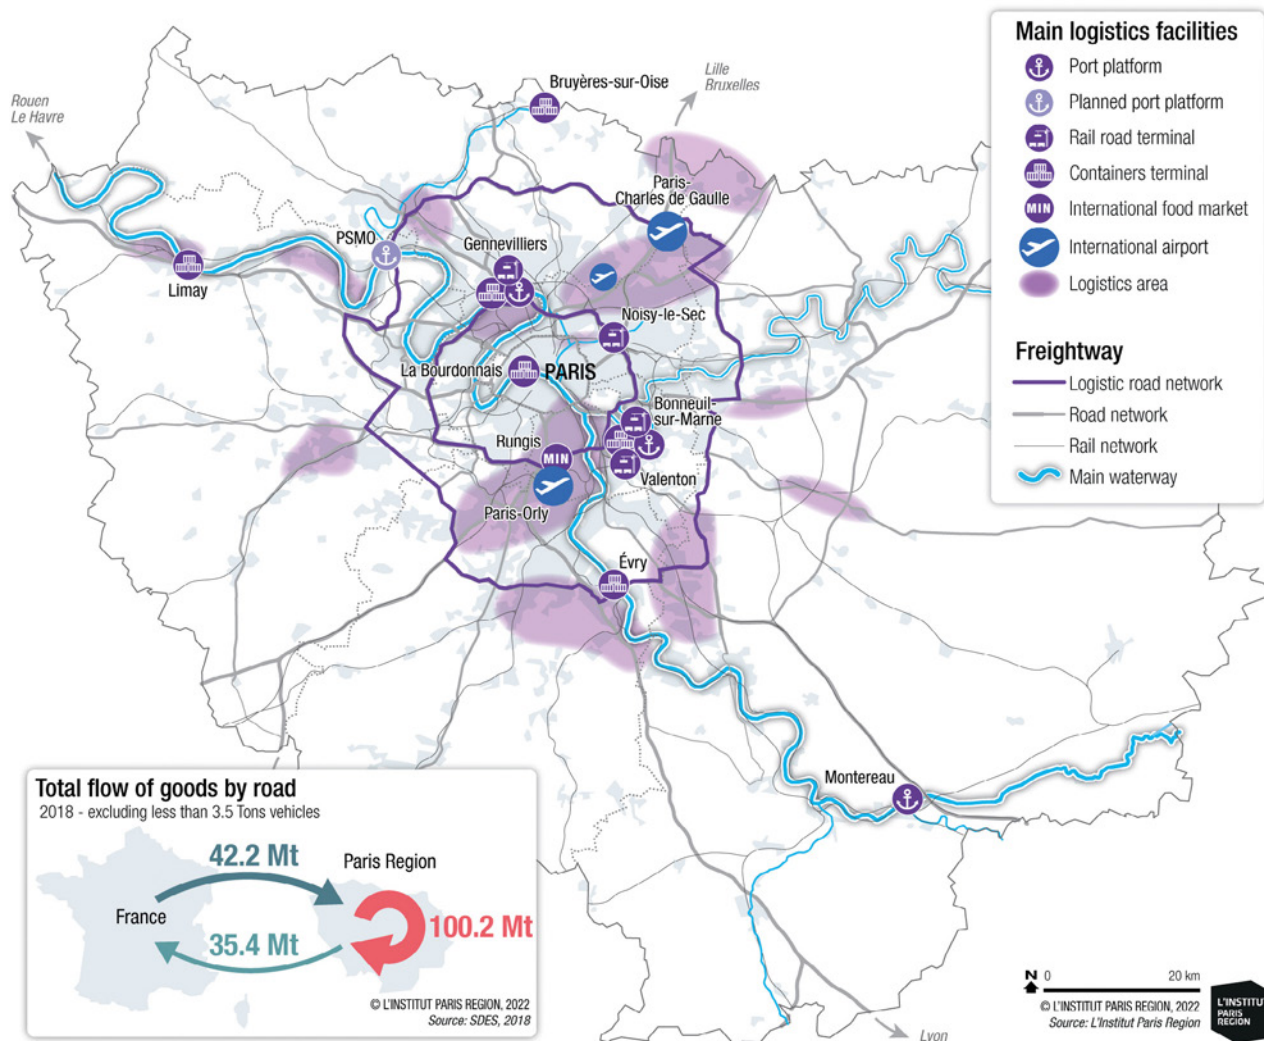 Bruyères-sur-Oise
Lille
Bruxelles
Rouen
Le Havre
Paris-
Charles de Gaulle
PSMO
Gennevilliers
Limay
Noisy-le-Sec
La Bourdonnais
PARIS
Bonneuil-
sur-Marne
Rungis
MIN
Valenton
Paris-Orly
Évry
Montereau
Lyon
Main logistics facilities
Port platform
Planned port platform
Rail road terminal
Containers terminal
MIN International food market
International airport
Logistics area
Freightway
Logistic road network
Road network
Rail network
Main waterway
Total flow of goods by road
2018 - excluding less than 3.5 Tons vehicles
42.2 Mt
Paris Region
France
100.2 Mt
35.4 Mt
© L'INSTITUT PARIS REGION, 2022
Source: SDES, 2018
N 0 20 km
© L'INSTITUT PARIS REGION, 2022
Source: L'Institut Paris Region
L'INSTITUT
PARIS
REGION